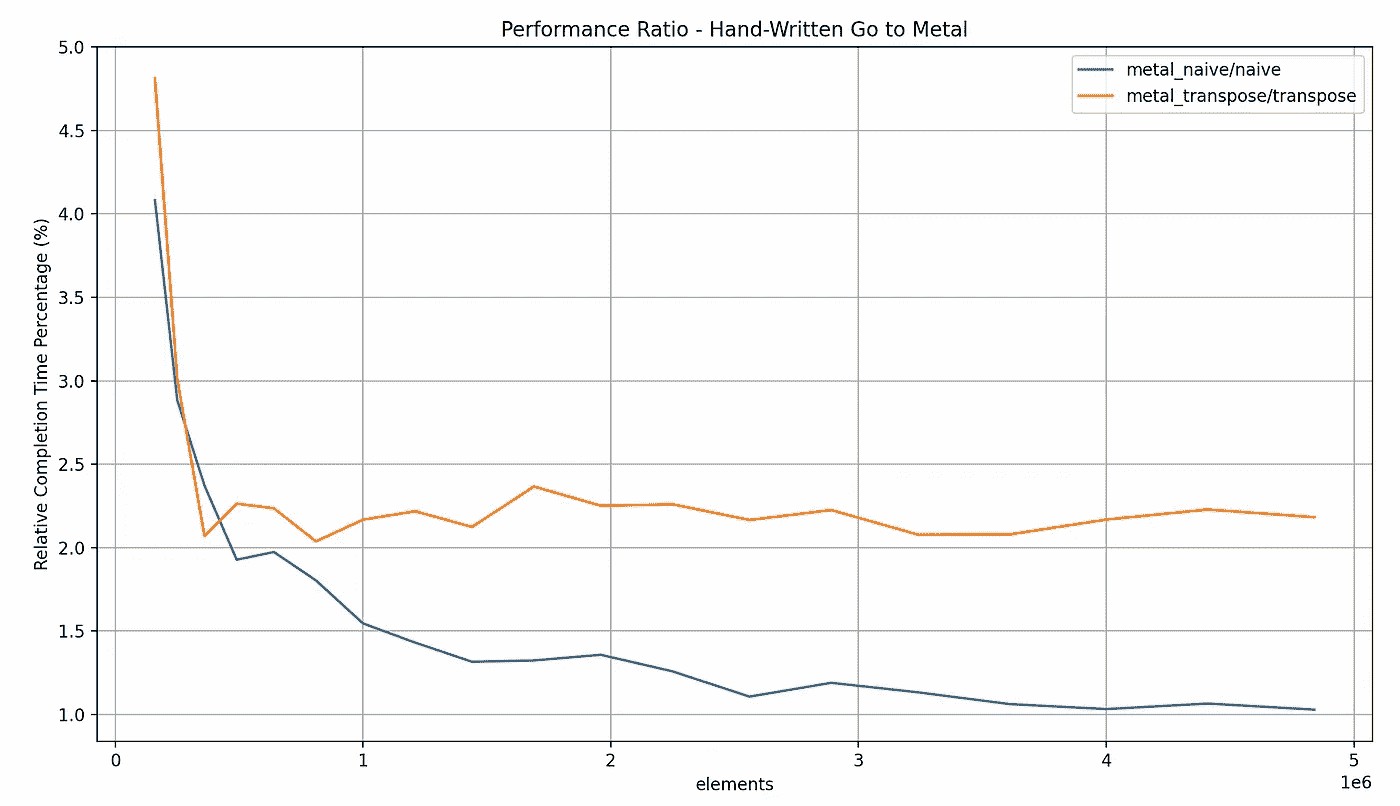 Performance Ratio - Hand-Written Go to Metal
metal_naive/naive
metal_transpose/transpose
Relative Completion Time Percentage (%)
5.0
4.5
4.0
3.5
3.0
2.5
2.0
1.5
1.0
0 1 2 3 4 5
1e6
elements